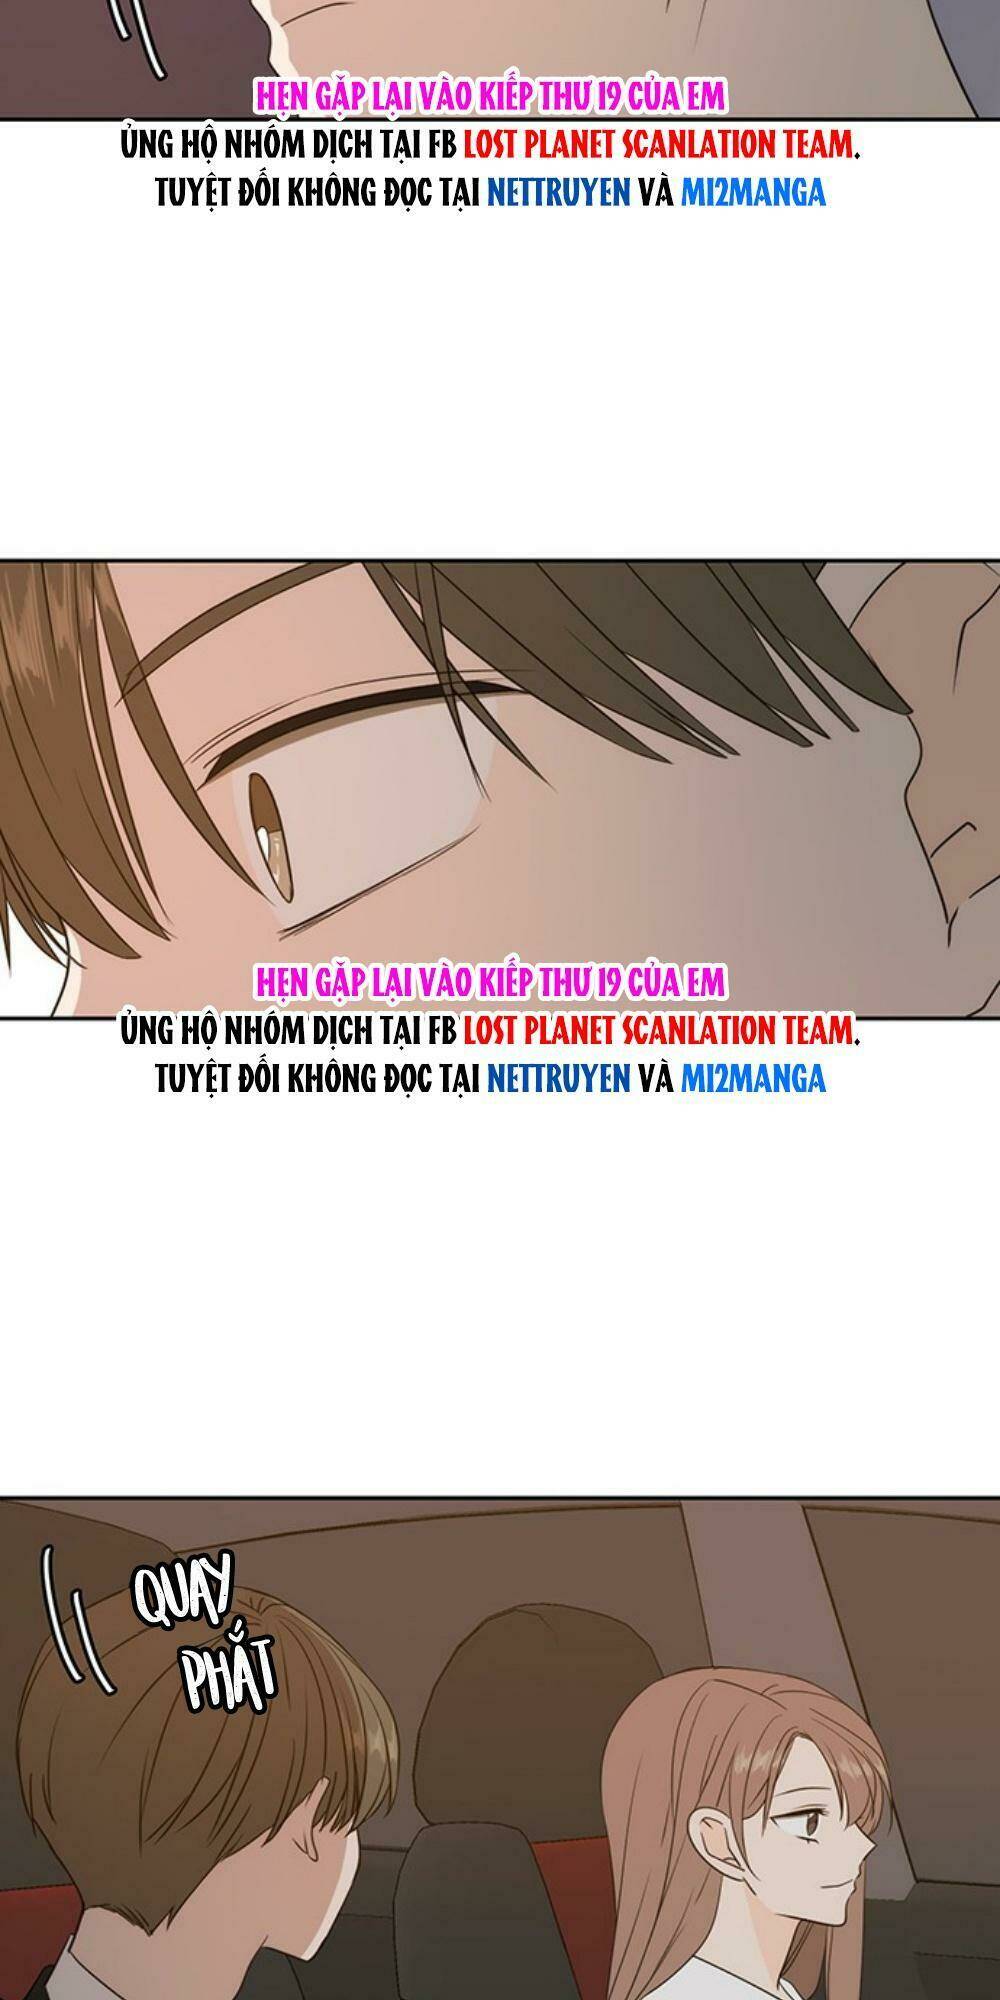 HẸN GẶP LẠI VÀO KIẾP THƯ 19 CỦA EM
ỦNG HỘ NHÓM DỊCH TẠI FB LOST PLANET SCANLATION TEAM.
TUYỆT ĐỐI KHÔNG ĐỌC TẠI NETTRUYEN VÀ MI2MANGA
HẸN GẶP LẠI VÀO KIẾP THƯ 19 CỦA EM
ỦNG HỘ NHÓM DỊCH TẠI FB LOST PLANET SCANLATION TEAM.
TUYỆT ĐỐI KHÔNG ĐỌC TẠI NETTRUYEN VÀ MI2MANGA
QUAY
PHẮT